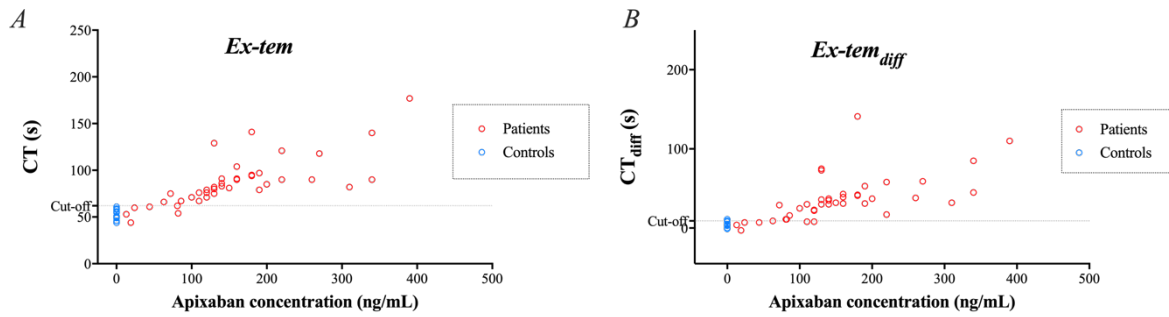 A
Ex-tem
CT (s)
250
200
150
100
50
0
Cut-off
0
100
200
300
400
500
Apixaban concentration (ng/mL)
Patients
Controls
B
Ex-tem diff
CT diff (s)
200
100
0
Cut-off
0
100
200
300
400
500
Apixaban concentration (ng/mL)
Patients
Controls